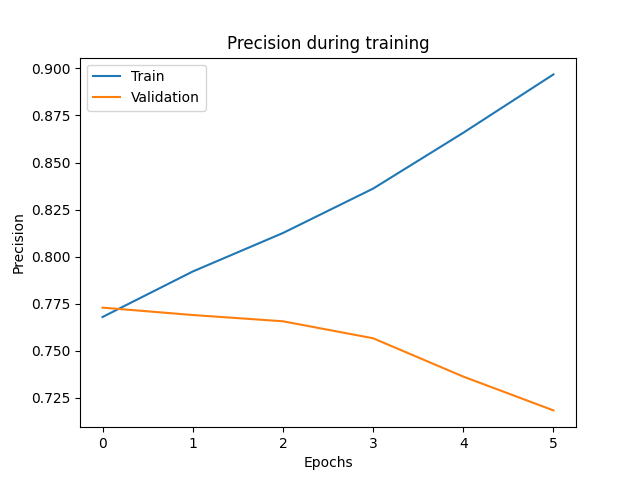 Precision during training
Train
Validation
0.900
0.875
0.850
0.825
0.800
0.775
0.750
0.725
Precision
0 1 2 3 4 5
Epochs